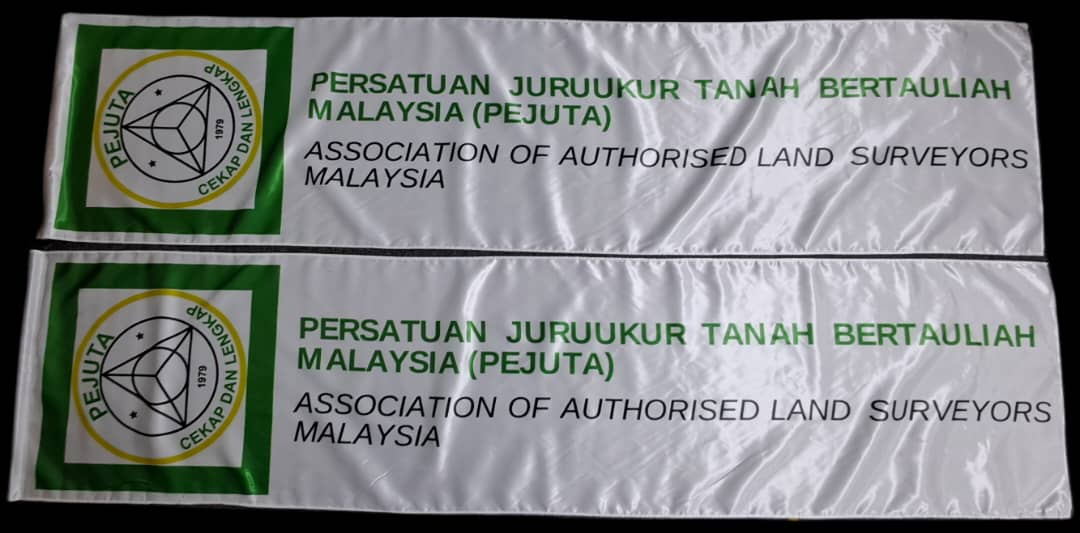 PEJUTA
CEKAP DAN LENGKAP
1979
PERSATUAN JURUUKUR TANAH BERTAULIAH
MALAYSIA (PEJUTA)
ASSOCIATION OF AUTHORISED LAND SURVEYORS
MALAYSIA
PEJUTA
CEKAP DAN LENGKAP
1979
PERSATUAN JURUUKUR TANAH BERTAULIAH
MALAYSIA (PEJUTA)
ASSOCIATION OF AUTHORISED LAND SURVEYORS
MALAYSIA